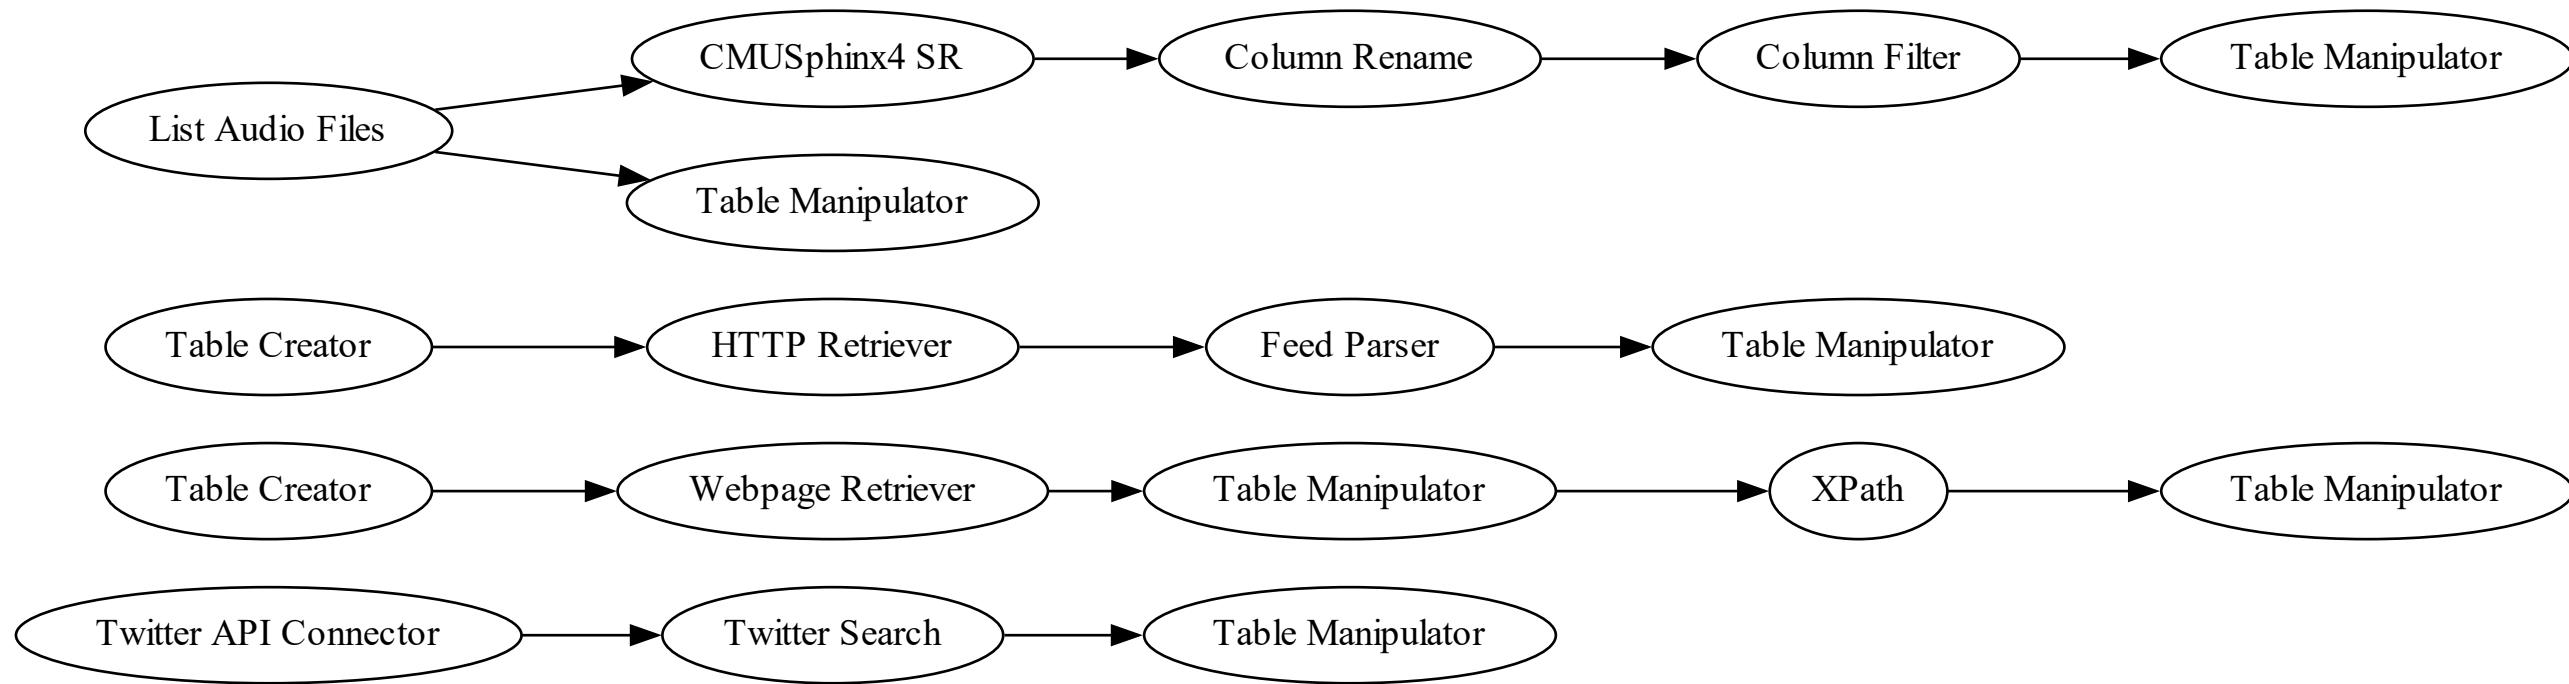 CMUSphinx4 SR
Column Rename
Column Filter
Table Manipulator
List Audio Files
Table Manipulator
Table Creator
HTTP Retriever
Feed Parser
Table Manipulator
Table Creator
Webpage Retriever
Table Manipulator
XPath
Table Manipulator
Twitter API Connector
Twitter Search
Table Manipulator